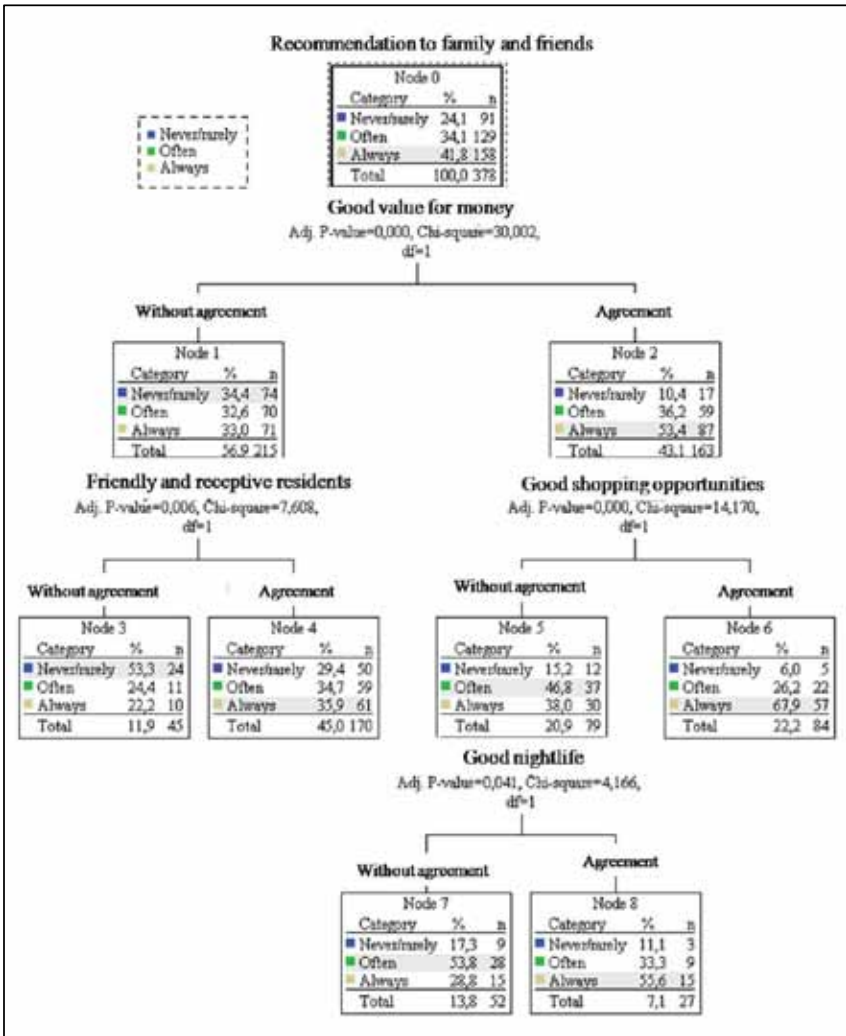 Recommendation to family and friends
Node 0
Category % n
Never/rarely 24,1 91
Often 34,1 129
Always 41,8 158
Total 100,0 378
Never/rarely
Often
Always
Good value for money
Adj. P-value=0,000, Chi-square=30,002,
df=1
Without agreement
Agreement
Node 1
Category % n
Never/rarely 34,4 74
Often 32,6 70
Always 33,0 71
Total 56,9 215
Node 2
Category % n
Never/rarely 10,4 17
Often 36,2 59
Always 53,4 87
Total 43,1 163
Friendly and receptive residents
Adj. P-value=0,006, Chi-square=7,608,
df=1
Good shopping opportunities
Adj. P-value=0,000, Chi-square=14,170,
df=1
Without agreement
Agreement
Without agreement
Agreement
Node 3
Category % n
Never/rarely 53,3 24
Often 24,4 11
Always 22,2 10
Total 11,9 45
Node 4
Category % n
Never/rarely 29,4 50
Often 34,7 59
Always 35,9 61
Total 45,0 170
Node 5
Category % n
Never/rarely 15,2 12
Often 46,8 37
Always 38,0 30
Total 20,9 79
Node 6
Category % n
Never/rarely 6,0 5
Often 26,2 22
Always 67,9 57
Total 22,2 84
Good nightlife
Adj. P-value=0,041, Chi-square=4,166,
df=1
Without agreement
Agreement
Node 7
Category % n
Never/rarely 17,3 9
Often 53,8 28
Always 28,8 15
Total 13,8 52
Node 8
Category % n
Never/rarely 11,1 3
Often 33,3 9
Always 55,6 15
Total 7,1 27